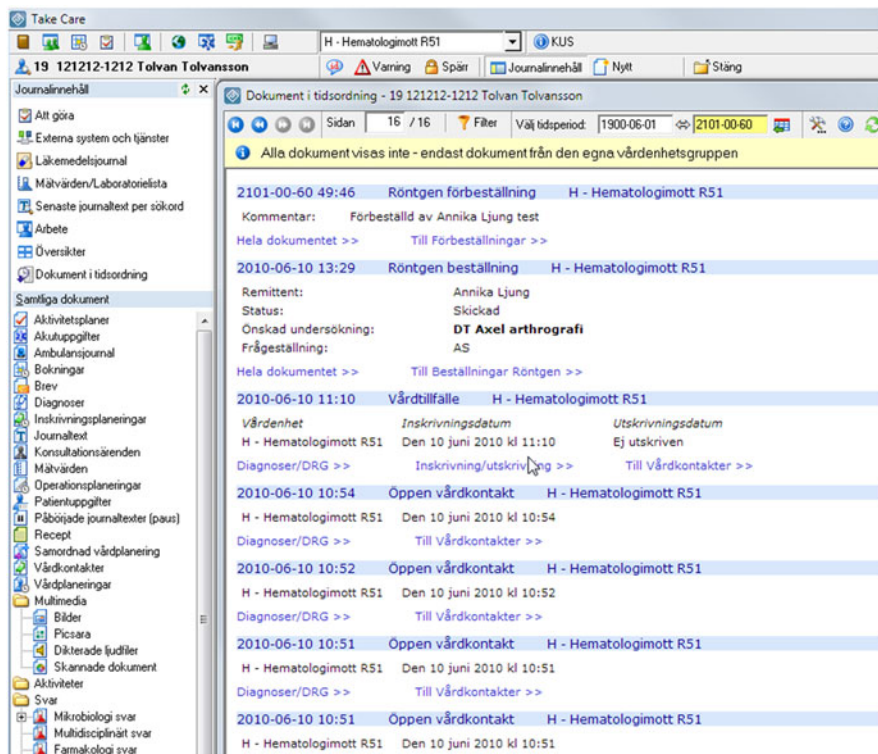 Take Care
H - Hematologimott R51 KUS
19 121212-1212 Tolvan Tolvansson Varning Spärr Journalinnehåll Nytt Stäng
Journalinnehåll
Att göra
Externa system och tjänster
Läkemedelsjournal
Mätvärden/Laboratorielista
Senaste journaltext per sökord
Arbete
Översikter
Dokument i tidsordning
Samtliga dokument
Aktivitetsplaner
Akutuppgifter
Ambulansjournal
Bokningar
Brev
Diagnoser
Inskrivningsplaneringar
Journaltext
Konsultationsärenden
Mätvärden
Operationsplaneringar
Patientuppgifter
Påbörjade journaltexter (paus)
Recept
Samordnad vårdplanering
Vårdkontakter
Vårdplaneringar
Multimedia
Bilder
Picsara
Dikterade ljudfiler
Skannade dokument
Aktiviteter
Svar
Mikrobiologi svar
Multidisciplinärt svar
Farmakologi svar
Dokument i tidsordning - 19 121212-1212 Tolvan Tolvansson
Sidan 16 / 16 Filter Välj tidsperiod: 1900-06-01 2101-00-60
Alla dokument visas inte - endast dokument från den egna vårdenhetsgruppen
2101-00-60 49:46 Röntgen förbeställning H - Hematologimott R51
Kommentar: Förbeställd av Annika Ljung test
Hela dokumentet >> Till Förbeställningar >>
2010-06-10 13:29 Röntgen beställning H - Hematologimott R51
Remittent: Annika Ljung
Status: Skickad
Önskad undersökning: DT Axel arthrografi
Frågeställning: AS
Hela dokumentet >> Till Beställningar Röntgen >>
2010-06-10 11:10 Vårdtillfälle H - Hematologimott R51
Vårdenhet Inskrivningsdatum Utskrivningsdatum
H - Hematologimott R51 Den 10 juni 2010 kl 11:10 Ej utskriven
Diagnoser/DRG >> Inskrivning/utskrivning >> Till Vårdkontakter >>
2010-06-10 10:54 Öppen vårdkontakt H - Hematologimott R51
H - Hematologimott R51 Den 10 juni 2010 kl 10:54
Diagnoser/DRG >> Till Vårdkontakter >>
2010-06-10 10:52 Öppen vårdkontakt H - Hematologimott R51
H - Hematologimott R51 Den 10 juni 2010 kl 10:52
Diagnoser/DRG >> Till Vårdkontakter >>
2010-06-10 10:51 Öppen vårdkontakt H - Hematologimott R51
H - Hematologimott R51 Den 10 juni 2010 kl 10:51
Diagnoser/DRG >> Till Vårdkontakter >>
2010-06-10 10:51 Öppen vårdkontakt H - Hematologimott R51
H - Hematologimott R51 Den 10 juni 2010 kl 10:51